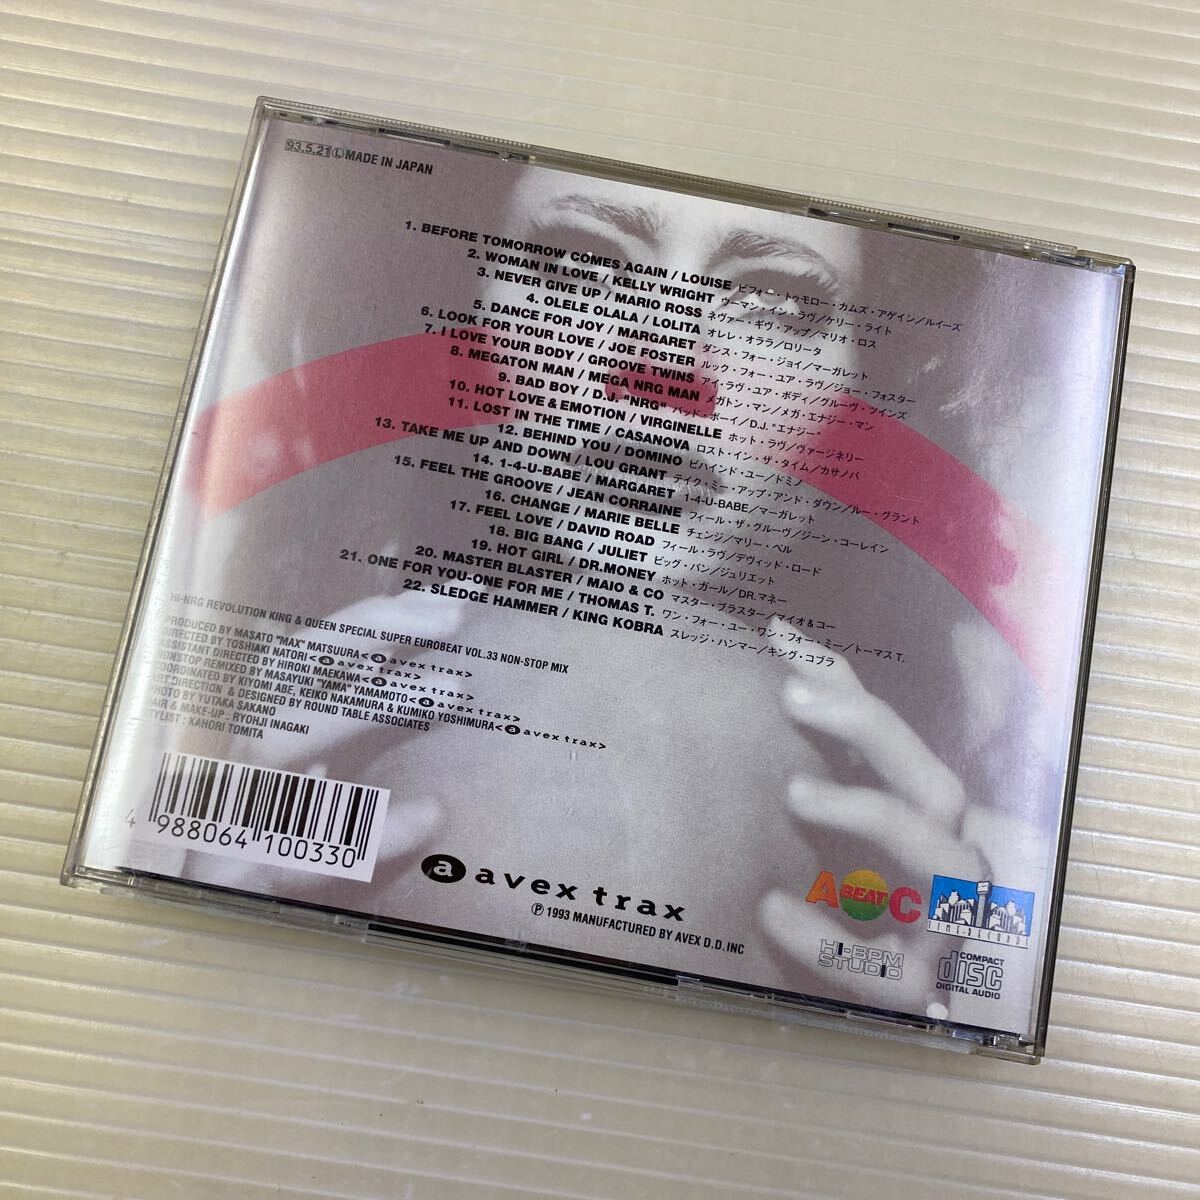 93.5.21 Ⓛ MADE IN JAPAN
1. BEFORE TOMORROW COMES AGAIN / LOUISE ビフォー・トゥモロー・カムズ・アゲイン/ルイーズ
2. WOMAN IN LOVE / KELLY WRIGHT ウーマン・イン・ラヴ/ケリー・ライト
3. NEVER GIVE UP / MARIO ROSS ネヴァー・ギヴ・アップ/マリオ・ロス
4. OLELE OLALA / LOLITA オレレ・オララ/ロリータ
5. DANCE FOR JOY / MARGARET ダンス・フォー・ジョイ/マーガレット
6. LOOK FOR YOUR LOVE / JOE FOSTER ルック・フォー・ユア・ラヴ/ジョー・フォスター
7. I LOVE YOUR BODY / GROOVE TWINS アイ・ラヴ・ユア・ボディ/グルーヴ・ツインズ
8. MEGATON MAN / MEGA NRG MAN メガトン・マン/メガ・エナジー・マン
9. BAD BOY / D.J. "NRG" バッド・ボーイ/D.J. "エナジー"
10. HOT LOVE & EMOTION / VIRGINELLE ホット・ラヴ/ヴァージネリー
11. LOST IN THE TIME / CASANOVA ロスト・イン・ザ・タイム/カサノバ
12. BEHIND YOU / DOMINO ビハインド・ユー/ドミノ
13. TAKE ME UP AND DOWN / LOU GRANT テイク・ミー・アップ・アンド・ダウン/ルー・グラント
14. 1-4-U-BABE / MARGARET 1-4-U-BABE/マーガレット
15. FEEL THE GROOVE / JEAN CORRAINE フィール・ザ・グルーヴ/ジーン・コーレイン
16. CHANGE / MARIE BELLE チェンジ/マリー・ベル
17. FEEL LOVE / DAVID ROAD フィール・ラヴ/デヴィッド・ロード
18. BIG BANG / JULIET ビッグ・バン/ジュリエット
19. HOT GIRL / DR.MONEY ホット・ガール/DR.マネー
20. MASTER BLASTER / MAIO & CO マスター・ブラスター/マイオ&コー
21. ONE FOR YOU-ONE FOR ME / THOMAS T. ワン・フォー・ユー・ワン・フォー・ミー/トーマスT.
22. SLEDGE HAMMER / KING KOBRA スレッジ・ハンマー/キング・コブラ
HI-NRG REVOLUTION KING & QUEEN SPECIAL SUPER EUROBEAT VOL.33 NON-STOP MIX
PRODUCED BY MASATO "MAX" MATSUURA<a avex trax>
DIRECTED BY TOSHIAKI NATORI<a avex trax>
ASSISTANT DIRECTED BY HIROKI MAEKAWA<a avex trax>
NONSTOP REMIXED BY MASAYUKI "YAMA" YAMAMOTO<a avex trax>
COORDINATED BY KIYOMI ABE, KEIKO NAKAMURA & KUMIKO YOSHIMURA<a avex trax>
ART DIRECTION & DESIGNED BY ROUND TABLE ASSOCIATES
PHOTO BY YUTAKA SAKANO
HAIR & MAKE-UP - RYOHJI INAGAKI
STYLIST : KAHORI TOMITA
4 988064 100330
a avex trax
Ⓟ 1993 MANUFACTURED BY AVEX D.D. INC
A BEAT C
TIME-RECORDS
HI-BPM STUDIO
COMPACT disc DIGITAL AUDIO